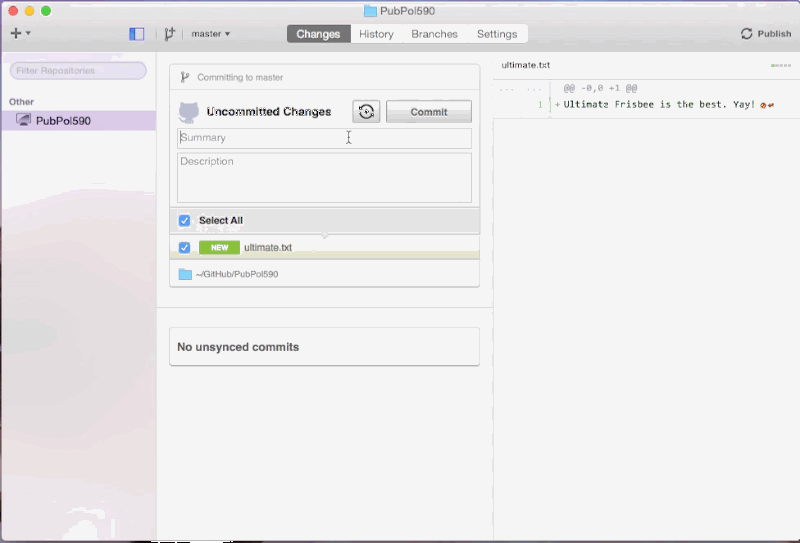 PubPol590
master
Changes
History
Branches
Settings
Publish
Filter Repositories
Other
PubPol590
Committing to master
Uncommitted Changes
Commit
Summary
Description
Select All
NEW ultimate.txt
~/GitHub/PubPol590
No unsynced commits
ultimate.txt
... ... @@ -0,0 +1 @@
1 +Ultimate Frisbee is the best. Yay!